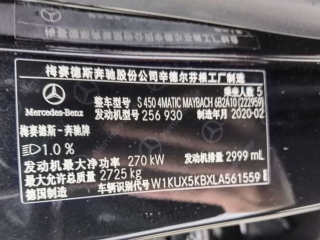 梅赛德斯奔驰股份公司辛德尔芬根工厂制造
乘坐人数 5
Mercedes-Benz
整车型号 S 450 4MATIC MAYBACH 6B2A10 (222959)
发动机型号 256 930 制造年月 2020-02
梅赛德斯－奔驰牌
1.0 %
发动机最大净功率 270 kW 发动机排量 2999 mL
最大允许总质量 2725 kg
德国制造 车辆识别代号 W1KUX5KBXLA561559